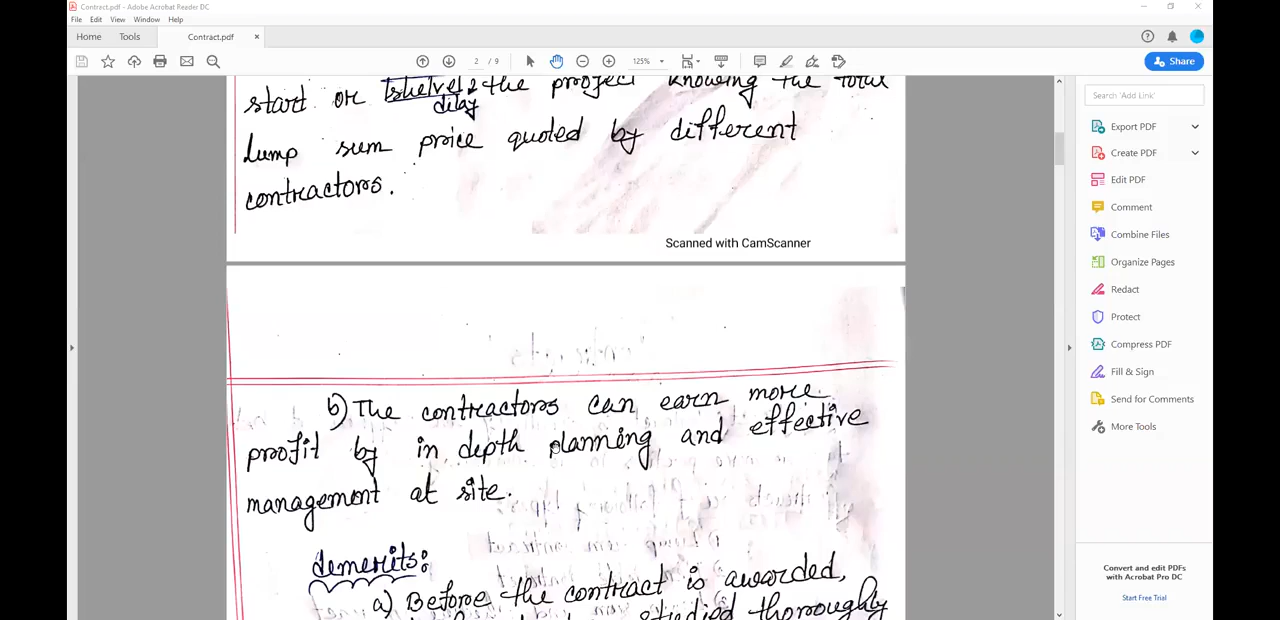 Contract.pdf - Adobe Acrobat Reader DC
File Edit View Window Help
Home Tools Contract.pdf ×
2 / 9 125% Share
start or shelve the project knowing the total
delay
lump sum price quoted by different
contractors.
Scanned with CamScanner
b) The contractors can earn more
profit by in depth planning and effective
management at site.
demerits:
a) Before the contract is awarded,
studied thoroughly
Search 'Add Link'
Export PDF
Create PDF
Edit PDF
Comment
Combine Files
Organize Pages
Redact
Protect
Compress PDF
Fill & Sign
Send for Comments
More Tools
Convert and edit PDFs
with Acrobat Pro DC
Start Free Trial